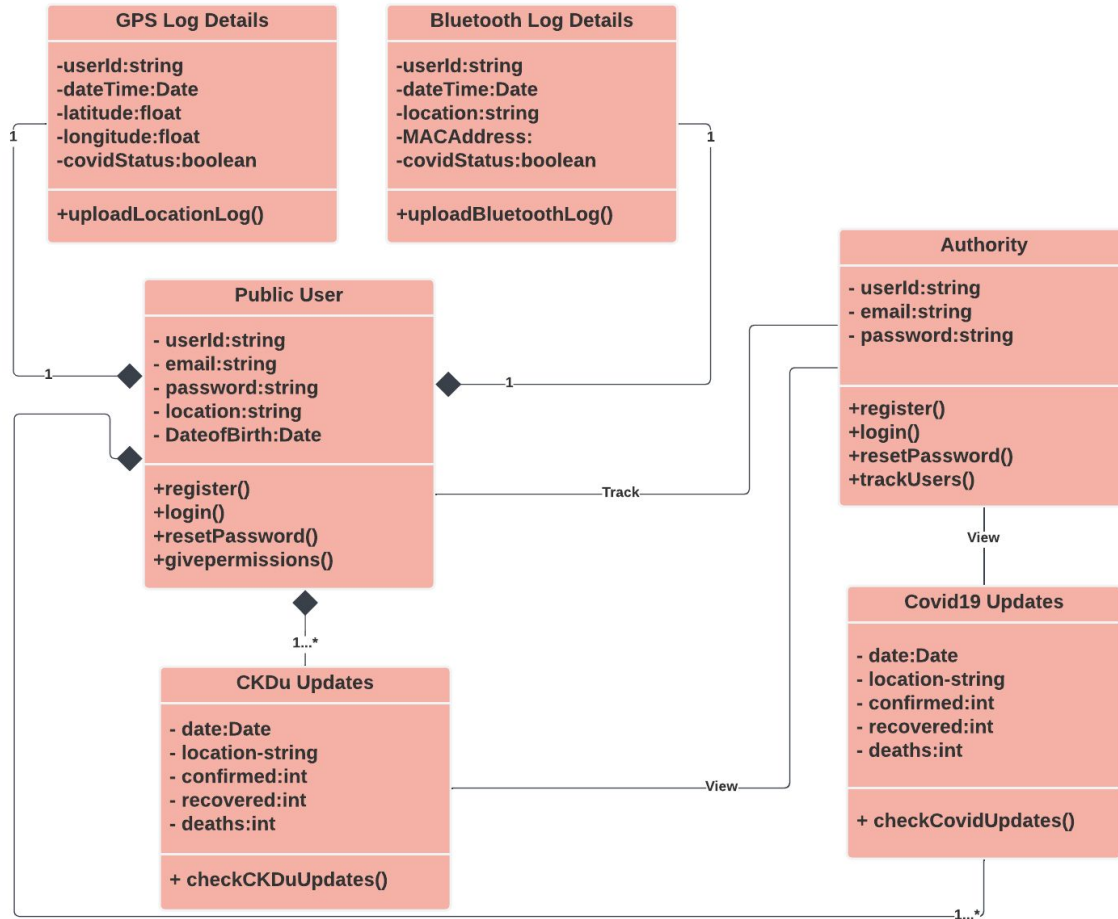 GPS Log Details
-userId:string
-dateTime:Date
-latitude:float
-longitude:float
-covidStatus:boolean
+uploadLocationLog()
Bluetooth Log Details
-userId:string
-dateTime:Date
-location:string
-MACAddress:
-covidStatus:boolean
+uploadBluetoothLog()
1
1
Public User
- userId:string
- email:string
- password:string
- location:string
- DateofBirth:Date
+register()
+login()
+resetPassword()
+givepermissions()
1
1
Authority
- userId:string
- email:string
- password:string
+register()
+login()
+resetPassword()
+trackUsers()
Track
View
1...*
CKDu Updates
- date:Date
- location-string
- confirmed:int
- recovered:int
- deaths:int
+ checkCKDuUpdates()
View
Covid19 Updates
- date:Date
- location-string
- confirmed:int
- recovered:int
- deaths:int
+ checkCovidUpdates()
1...*